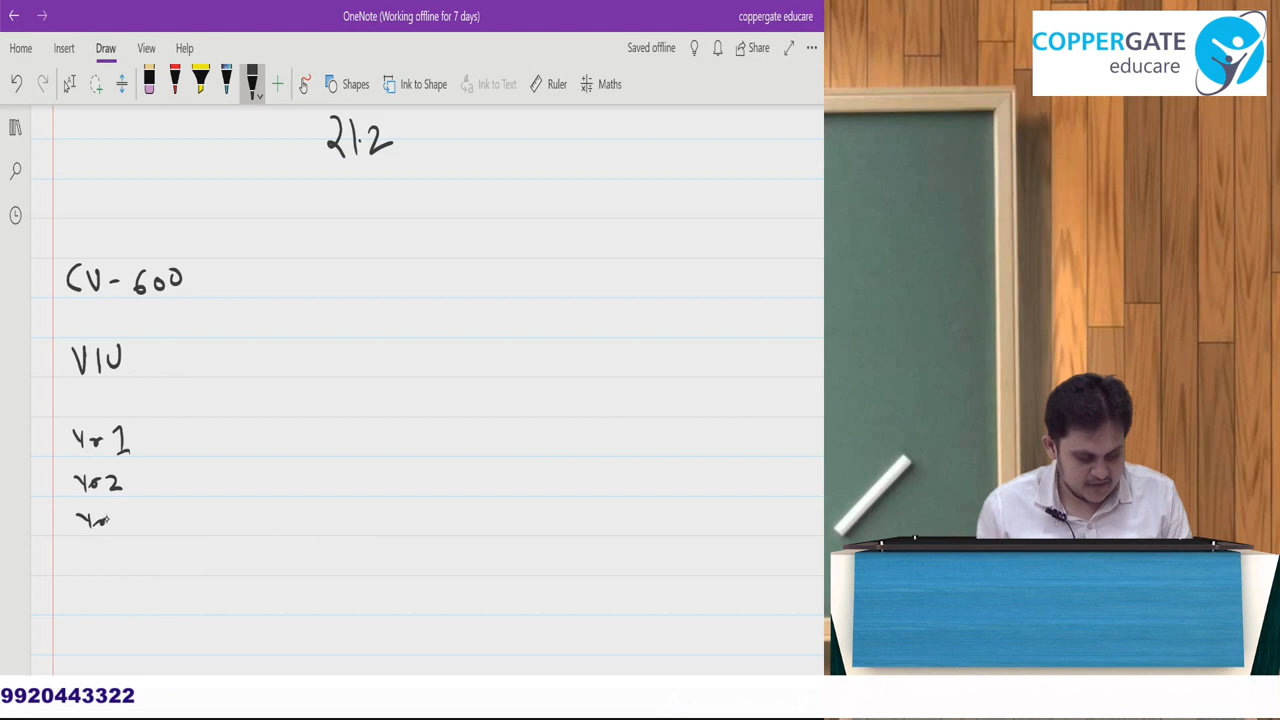 OneNote (Working offline for 7 days)
coppergate educare
Home Insert Draw View Help
Saved offline
Share
Shapes
Ink to Shape
Ink to Text
Ruler
Maths
COPPERGATE
educare
21.2
CV - 600
VIU
Yr 1
Yr 2
Yr
9920443322